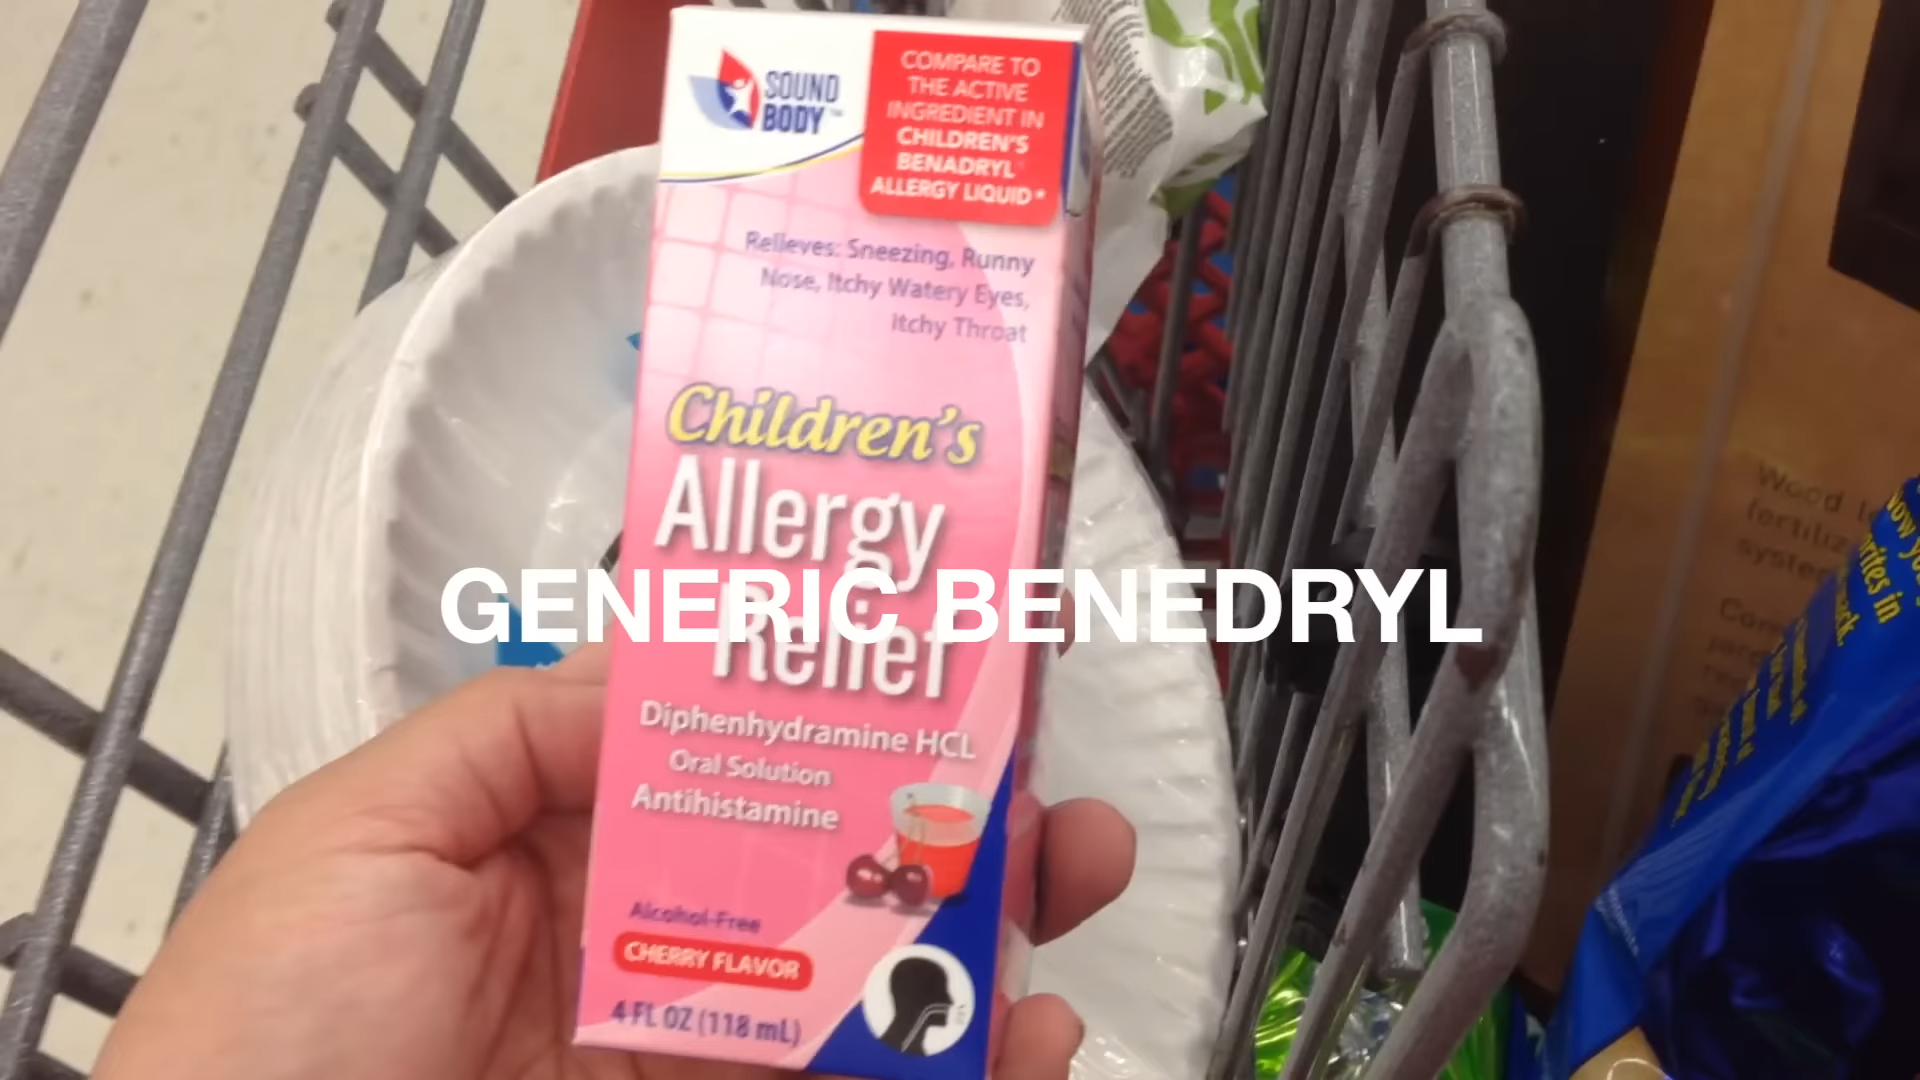 SOUND
BODY™
COMPARE TO
THE ACTIVE
INGREDIENT IN
CHILDREN'S
BENADRYL
ALLERGY LIQUID*
Relieves: Sneezing, Runny
Nose, Itchy Watery Eyes,
Itchy Throat
Children's
Allergy
Relief
GENERIC BENEDRYL
Diphenhydramine HCL
Oral Solution
Antihistamine
Alcohol-Free
CHERRY FLAVOR
4 FL OZ (118 mL)
Wood